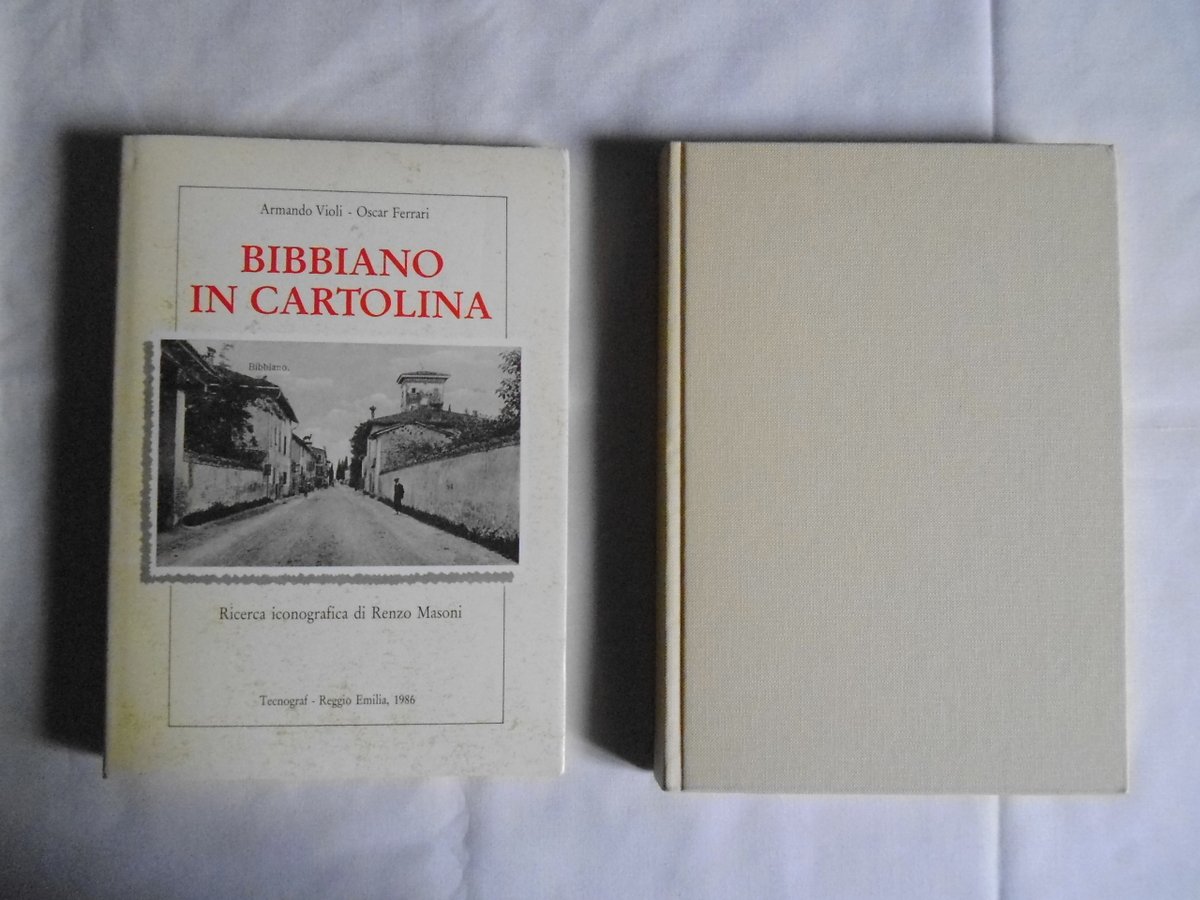 Armando Violi - Oscar Ferrari
BIBBIANO
IN CARTOLINA
Bibbiano.
Ricerca iconografica di Renzo Masoni
Tecnograf - Reggio Emilia, 1986